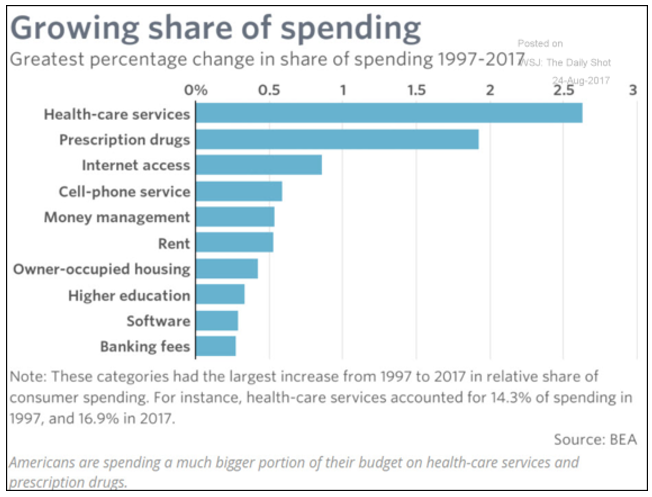 Growing share of spending
Posted on
Greatest percentage change in share of spending 1997-2017
WSJ: The Daily Shot
24-Aug-2017
0% 0.5 1 1.5 2 2.5 3
Health-care services
Prescription drugs
Internet access
Cell-phone service
Money management
Rent
Owner-occupied housing
Higher education
Software
Banking fees
Note: These categories had the largest increase from 1997 to 2017 in relative share of
consumer spending. For instance, health-care services accounted for 14.3% of spending in
1997, and 16.9% in 2017.
Source: BEA
Americans are spending a much bigger portion of their budget on health-care services and
prescription drugs.